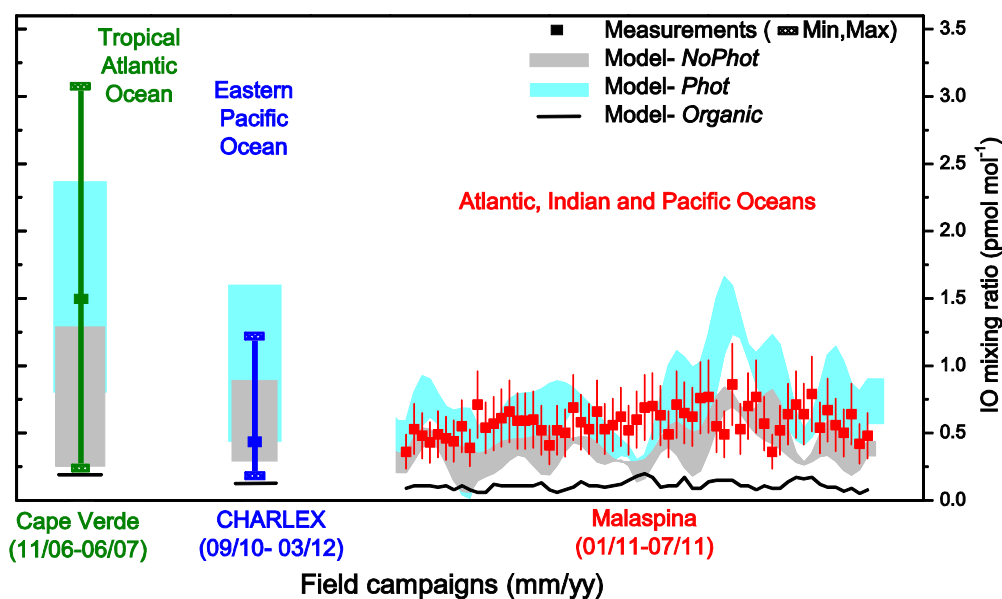 Tropical
Atlantic
Ocean
Eastern
Pacific
Ocean
Measurements ( Min,Max)
Model- NoPhot
Model- Phot
Model- Organic
Atlantic, Indian and Pacific Oceans
3.5
3.0
2.5
2.0
1.5
1.0
0.5
0.0
IO mixing ratio (pmol mol⁻¹)
Cape Verde
(11/06-06/07)
CHARLEX
(09/10- 03/12)
Malaspina
(01/11-07/11)
Field campaigns (mm/yy)